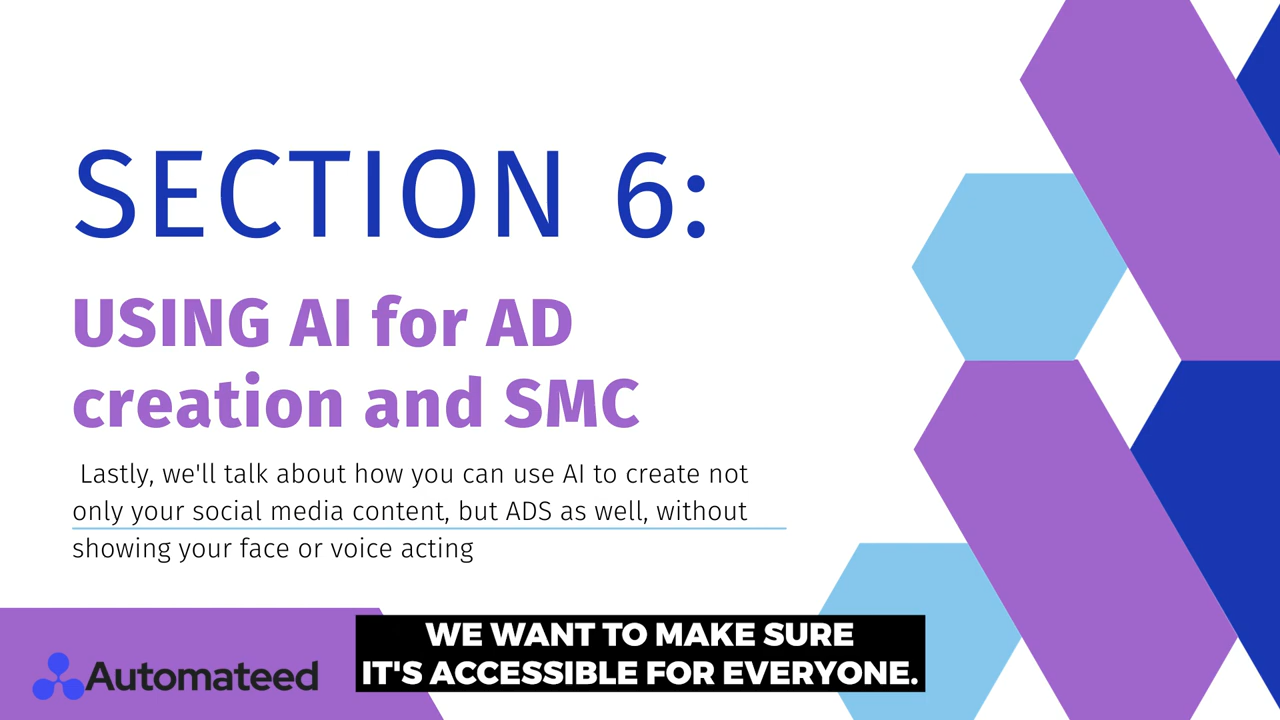 SECTION 6:
USING AI for AD
creation and SMC
Lastly, we'll talk about how you can use AI to create not
only your social media content, but ADS as well, without
showing your face or voice acting
WE WANT TO MAKE SURE
IT'S ACCESSIBLE FOR EVERYONE.
Automateed